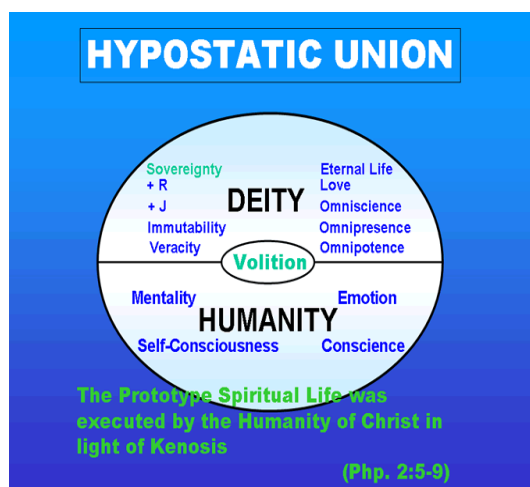 HYPOSTATIC UNION
Sovereignty
+ R
+ J
Immutability
Veracity
DEITY
Eternal Life
Love
Omniscience
Omnipresence
Omnipotence
Volition
Mentality
Emotion
HUMANITY
Self-Consciousness
Conscience
The Prototype Spiritual Life was
executed by the Humanity of Christ in
light of Kenosis
(Php. 2:5-9)